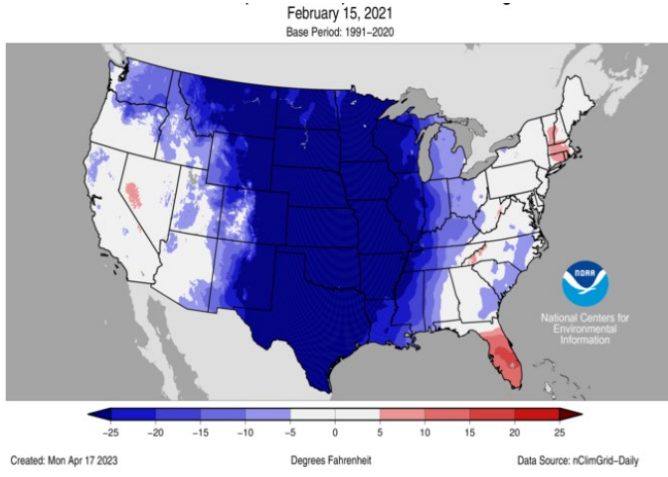 February 15, 2021
Base Period: 1991–2020
NOAA
National Centers for
Environmental
Information
-25 -20 -15 -10 -5 0 5 10 15 20 25
Created: Mon Apr 17 2023 Degrees Fahrenheit Data Source: nClimGrid–Daily